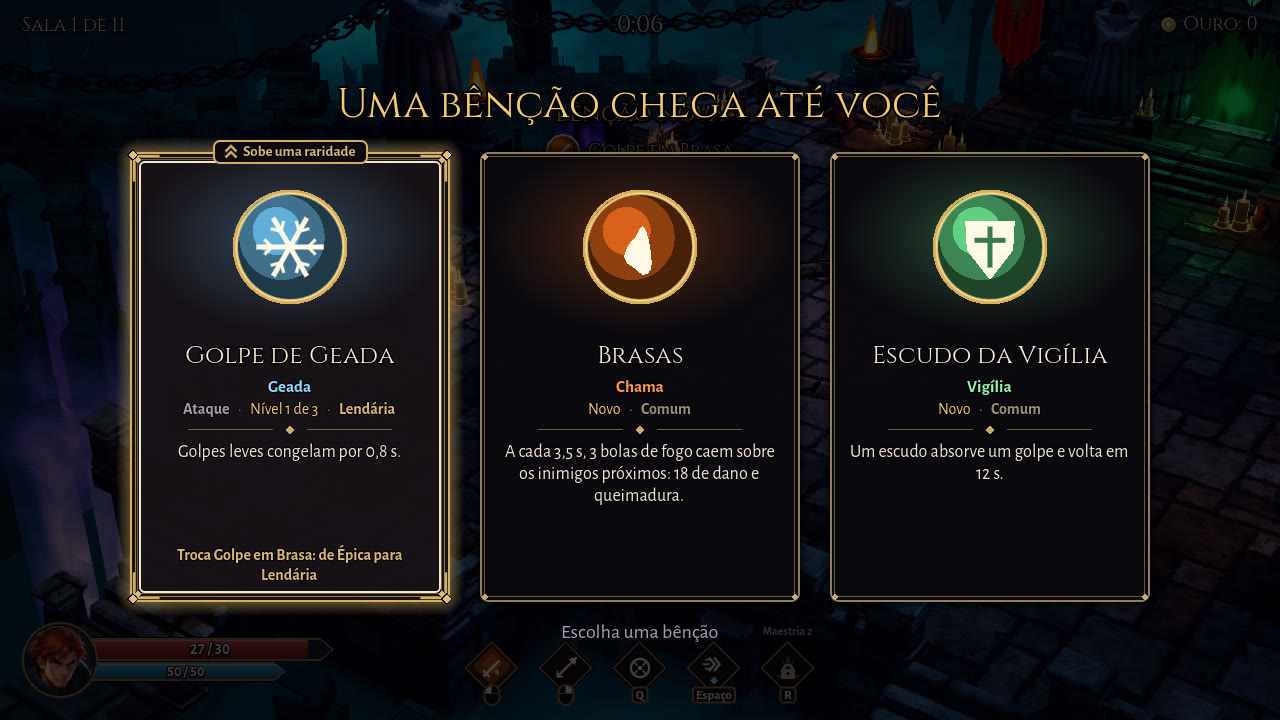 Sala 1 de 11
0:06
Ouro: 0
Uma bênção chega até você
Golpe em Brasa
Sobe uma raridade
Golpe de Geada
Geada
Ataque · Nível 1 de 3 · Lendária
Golpes leves congelam por 0,8 s.
Troca Golpe em Brasa: de Épica para
Lendária
Brasas
Chama
Novo · Comum
A cada 3,5 s, 3 bolas de fogo caem sobre
os inimigos próximos: 18 de dano e
queimadura.
Escudo da Vigília
Vigília
Novo · Comum
Um escudo absorve um golpe e volta em
12 s.
Escolha uma bênção
Maestria 2
27 / 30
50 / 50
Q
Espaço
R